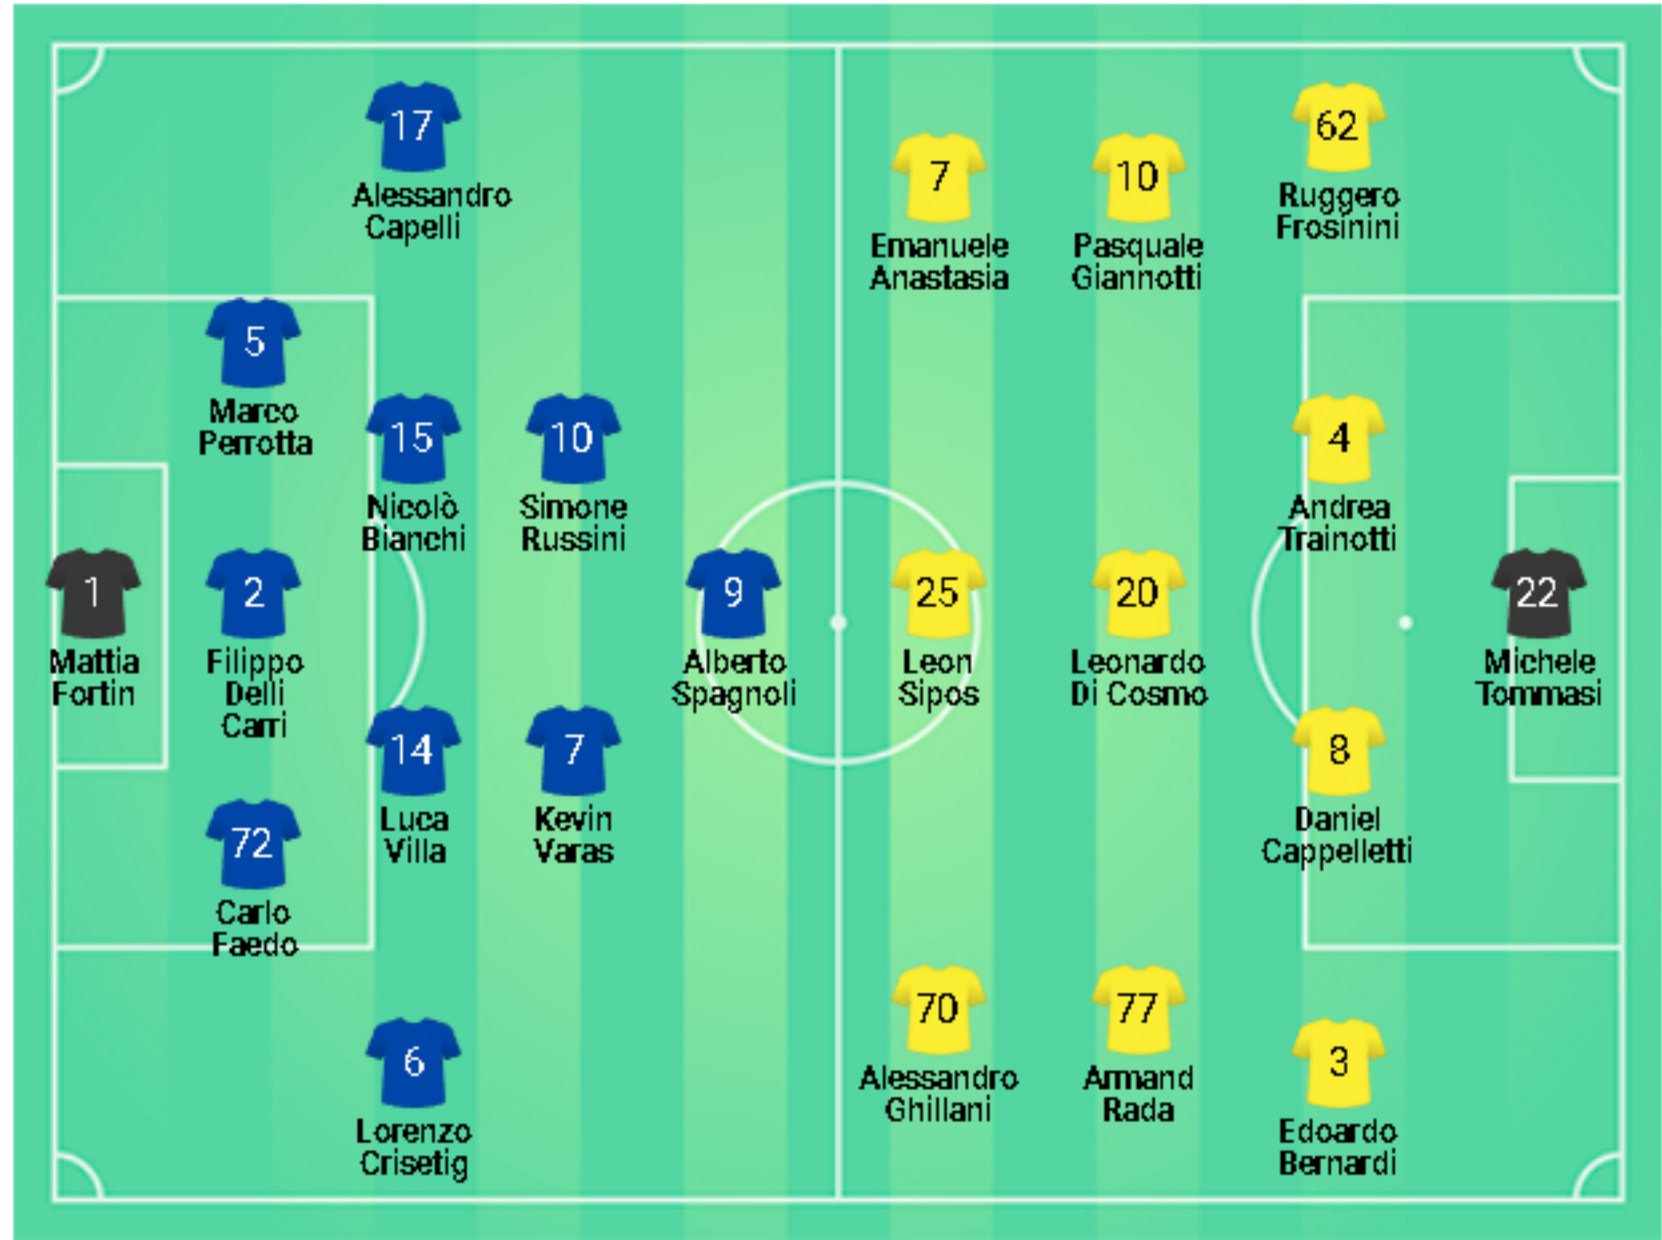 17
Alessandro
Capelli
5
Marco
Perrotta
15
Nicolò
Bianchi
10
Simone
Russini
1
Mattia
Fortin
2
Filippo
Delli
Carri
9
Alberto
Spagnoli
14
Luca
Villa
7
Kevin
Varas
72
Carlo
Faedo
6
Lorenzo
Crisetig
7
Emanuele
Anastasia
10
Pasquale
Giannotti
62
Ruggero
Frosinini
4
Andrea
Trainotti
25
Leon
Sipos
20
Leonardo
Di Cosmo
22
Michele
Tommasi
8
Daniel
Cappelletti
70
Alessandro
Ghillani
77
Armand
Rada
3
Edoardo
Bernardi